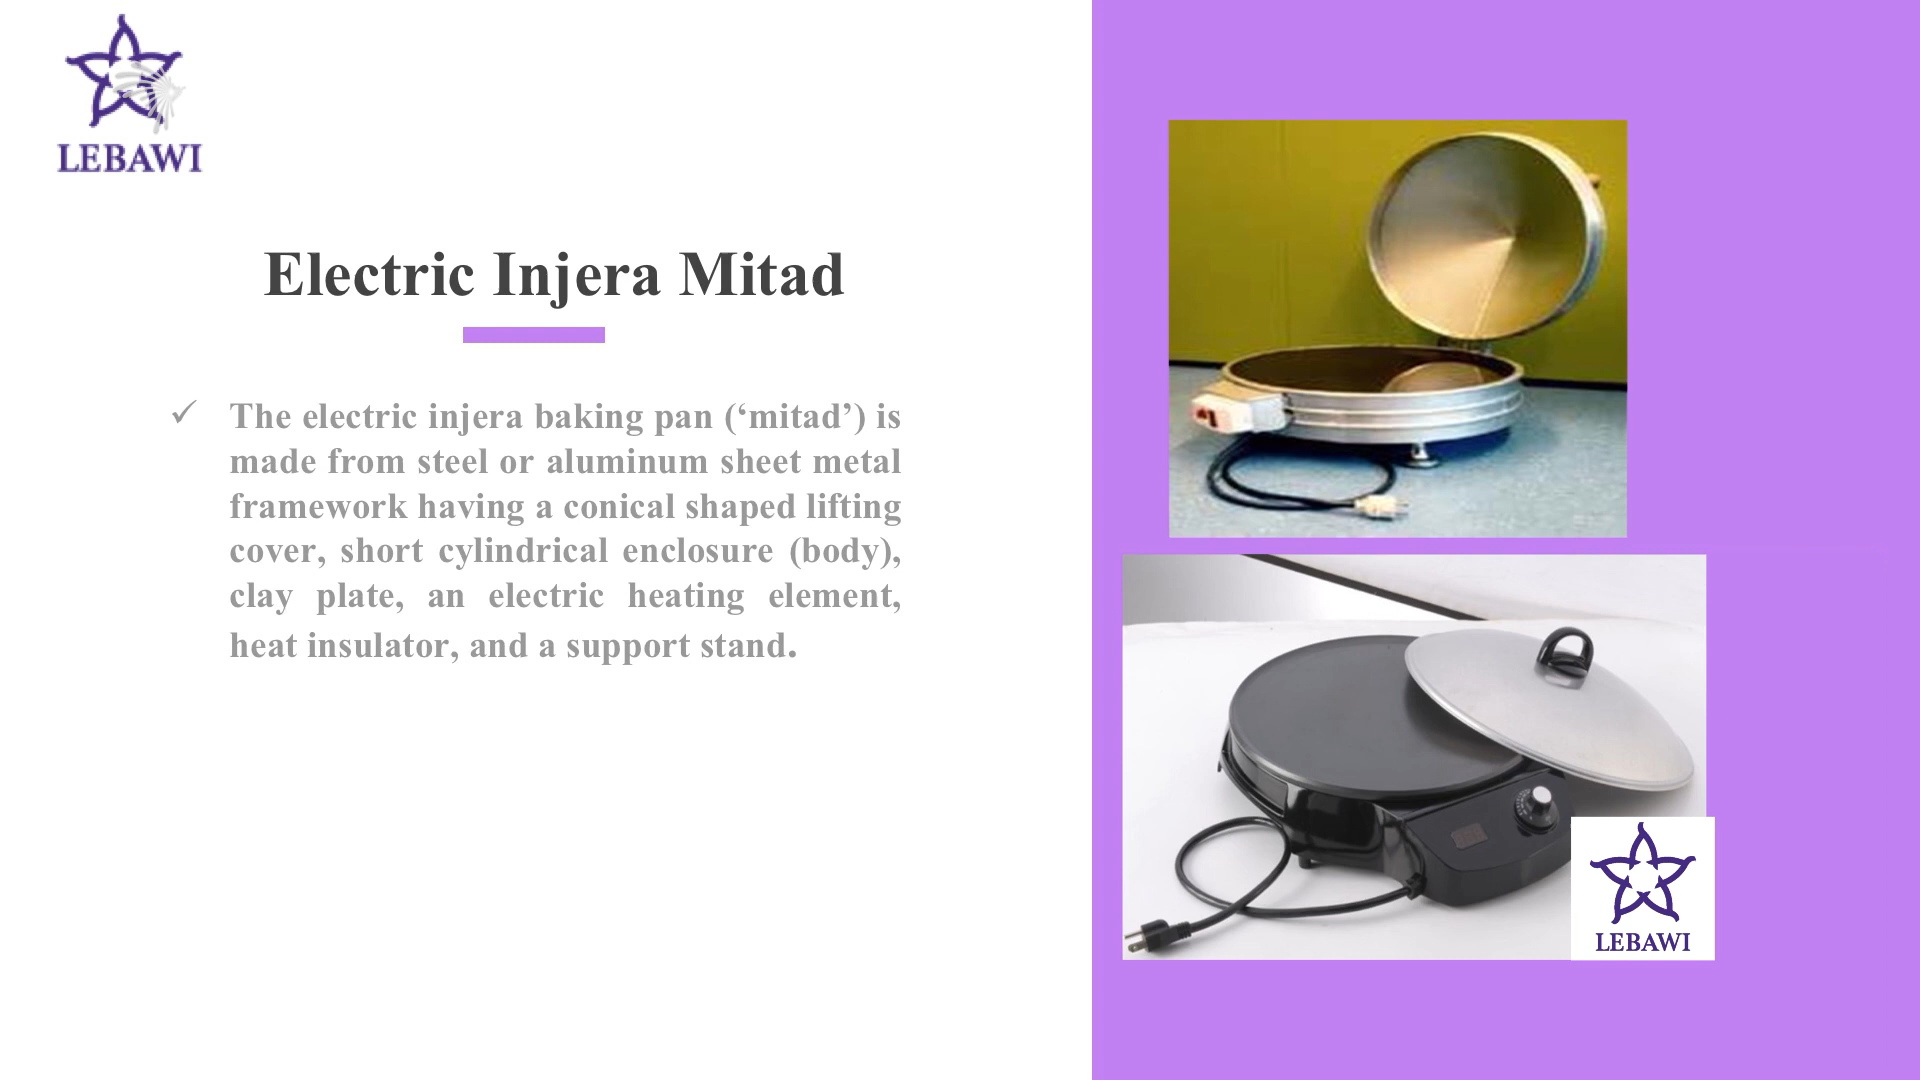 LEBAWI
Electric Injera Mitad
✓ The electric injera baking pan (‘mitad’) is
made from steel or aluminum sheet metal
framework having a conical shaped lifting
cover, short cylindrical enclosure (body),
clay plate, an electric heating element,
heat insulator, and a support stand.
LEBAWI